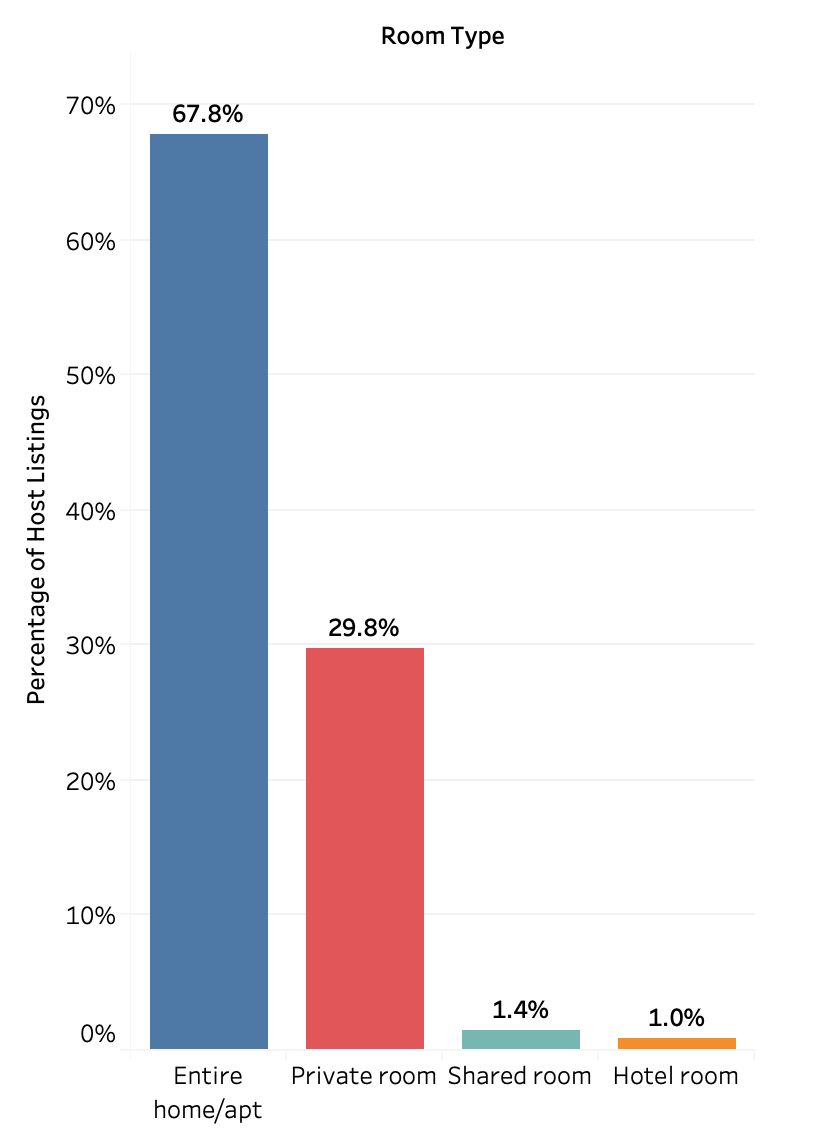 Room Type
Percentage of Host Listings
70%
60%
50%
40%
30%
20%
10%
0%
67.8%
29.8%
1.4%
1.0%
Entire
home/apt
Private room
Shared room
Hotel room